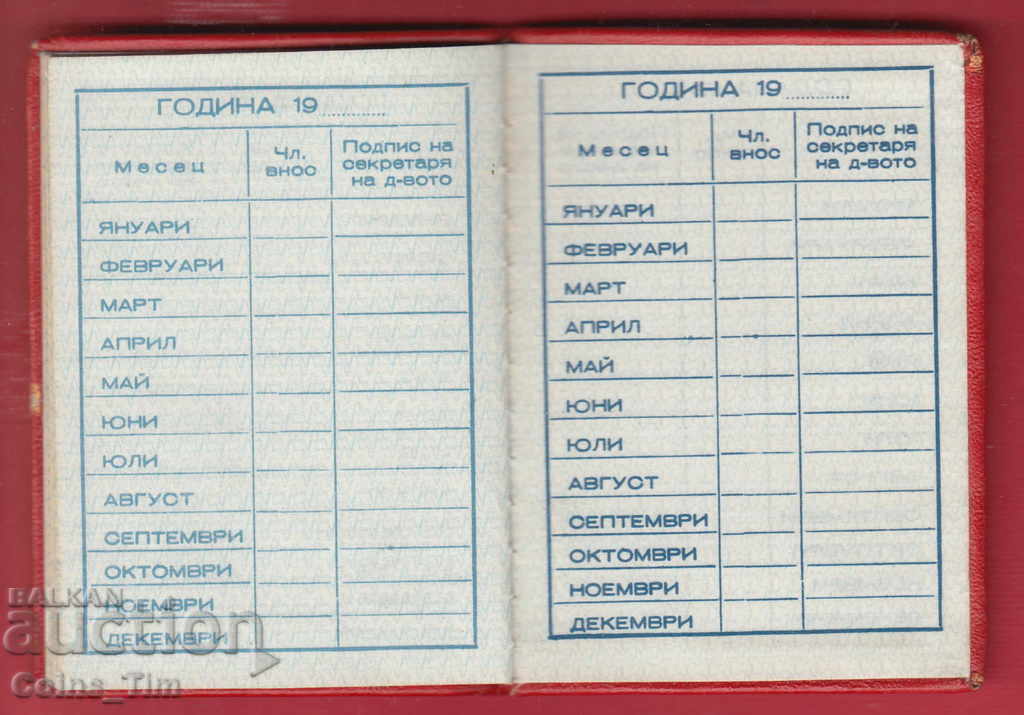 ГОДИНА 19............
Месец
Чл.
внос
Подпис на
секретаря
на д-вото
ЯНУАРИ
ФЕВРУАРИ
МАРТ
АПРИЛ
МАЙ
ЮНИ
ЮЛИ
АВГУСТ
СЕПТЕМВРИ
ОКТОМВРИ
НОЕМВРИ
ДЕКЕМВРИ
ГОДИНА 19............
Месец
Чл.
внос
Подпис на
секретаря
на д-вото
ЯНУАРИ
ФЕВРУАРИ
МАРТ
АПРИЛ
МАЙ
ЮНИ
ЮЛИ
АВГУСТ
СЕПТЕМВРИ
ОКТОМВРИ
НОЕМВРИ
ДЕКЕМВРИ
BALKAN
auction
Coins_Tim